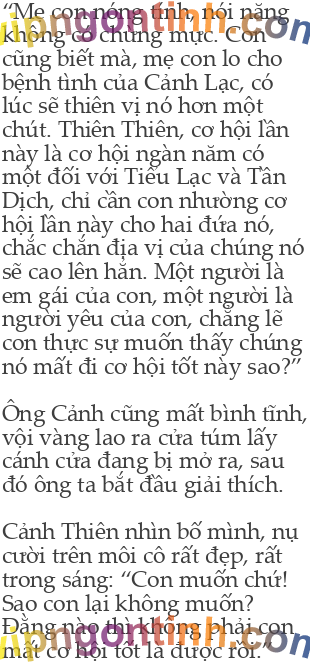 “Mẹ con nóng tính, nói năng
không có chừng mực. Con
cũng biết mà, mẹ con lo cho
bệnh tình của Cảnh Lạc, có
lúc sẽ thiên vị nó hơn một
chút. Thiên Thiên, cơ hội lần
này là cơ hội ngàn năm có
một đối với Tiểu Lạc và Tần
Dịch, chỉ cần con nhường cơ
hội lần này cho hai đứa nó,
chắc chắn địa vị của chúng nó
sẽ cao lên hẳn. Một người là
em gái của con, một người là
người yêu của con, chẳng lẽ
con thực sự muốn thấy chúng
nó mất đi cơ hội tốt này sao?”
Ông Cảnh cũng mất bình tĩnh,
vội vàng lao ra cửa túm lấy
cánh cửa đang bị mở ra, sau
đó ông ta bắt đầu giải thích.
Cảnh Thiên nhìn bố mình, nụ
cười trên môi cô rất đẹp, rất
trong sáng: “Con muốn chứ!
Sao con lại không muốn?
Đằng nào thì không phải con
mất cơ hội tốt là được rồi.”
vipngontinh.com
vipngontinh.com